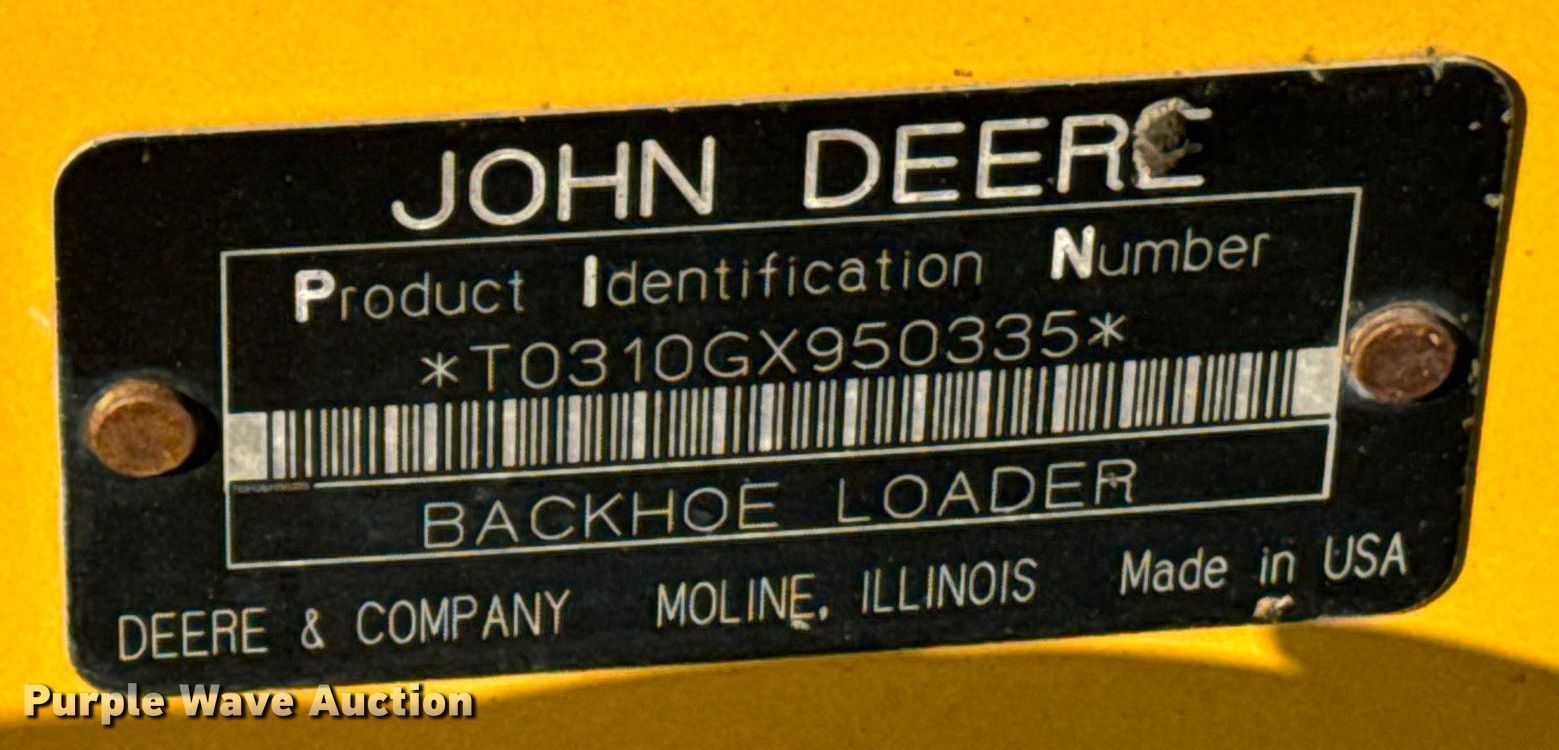 JOHN DEERE
Product Identification Number
*T0310GX950335*
BACKHOE LOADER
DEERE & COMPANY MOLINE, ILLINOIS Made in USA
Purple Wave Auction